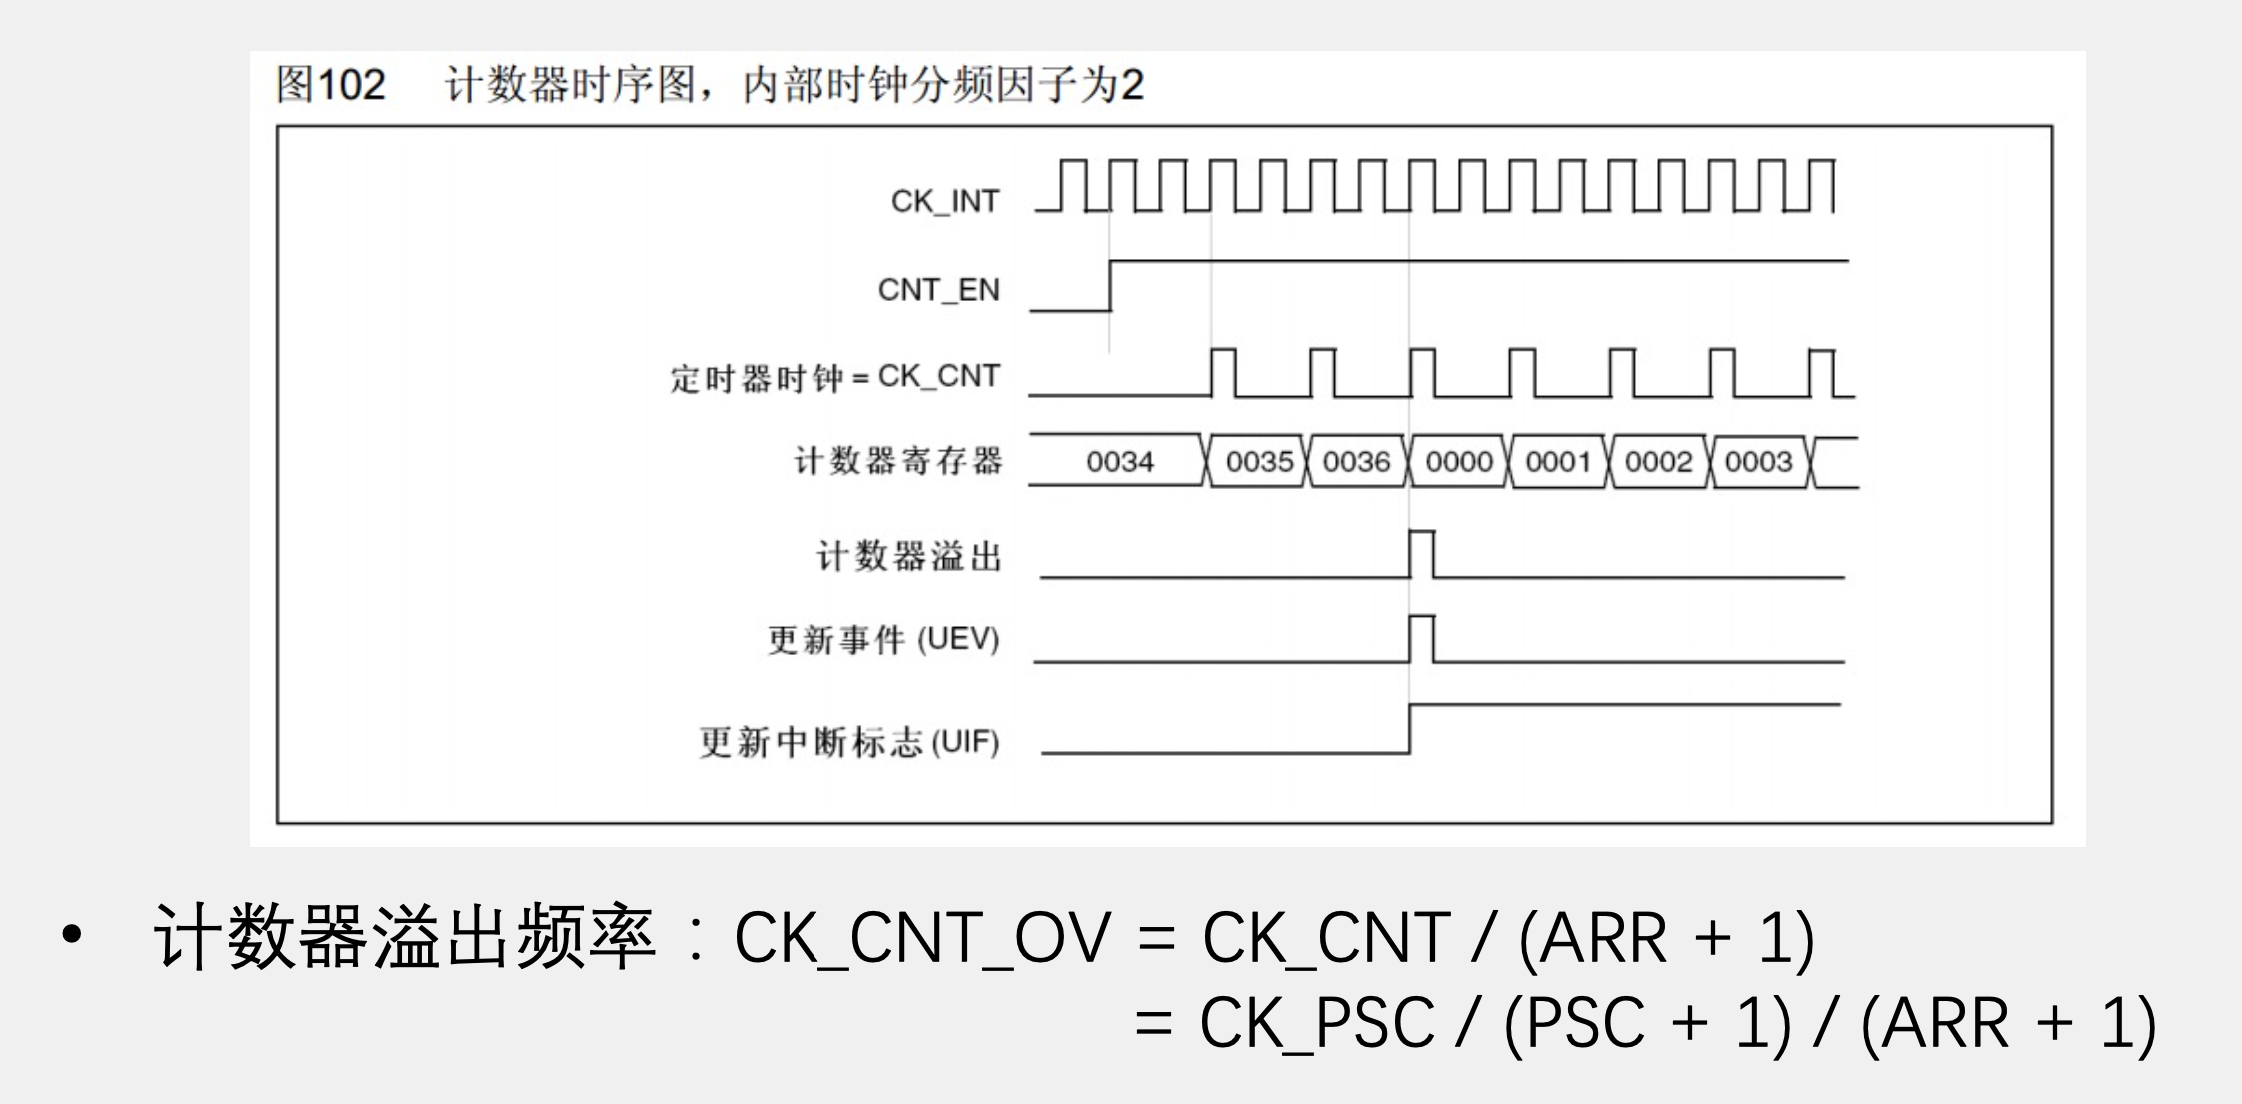 图102 计数器时序图，内部时钟分频因子为2
CK_INT
CNT_EN
定时器时钟 = CK_CNT
计数器寄存器 0034 0035 0036 0000 0001 0002 0003
计数器溢出
更新事件 (UEV)
更新中断标志 (UIF)
• 计数器溢出频率：CK_CNT_OV = CK_CNT / (ARR + 1)
= CK_PSC / (PSC + 1) / (ARR + 1)